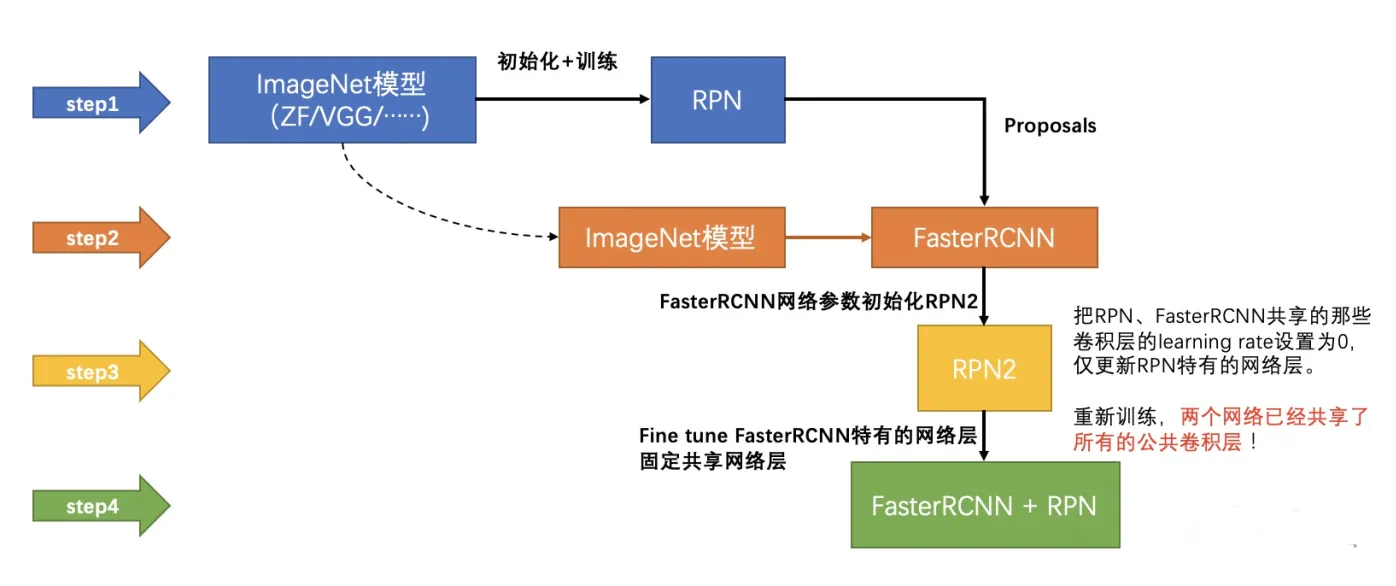 step1
ImageNet模型
（ZF/VGG/……)
初始化+训练
RPN
Proposals
step2
ImageNet模型
FasterRCNN
FasterRCNN网络参数初始化RPN2
step3
RPN2
把RPN、FasterRCNN共享的那些
卷积层的learning rate设置为0，
仅更新RPN特有的网络层。
重新训练，两个网络已经共享了
所有的公共卷积层！
Fine tune FasterRCNN特有的网络层
固定共享网络层
step4
FasterRCNN + RPN